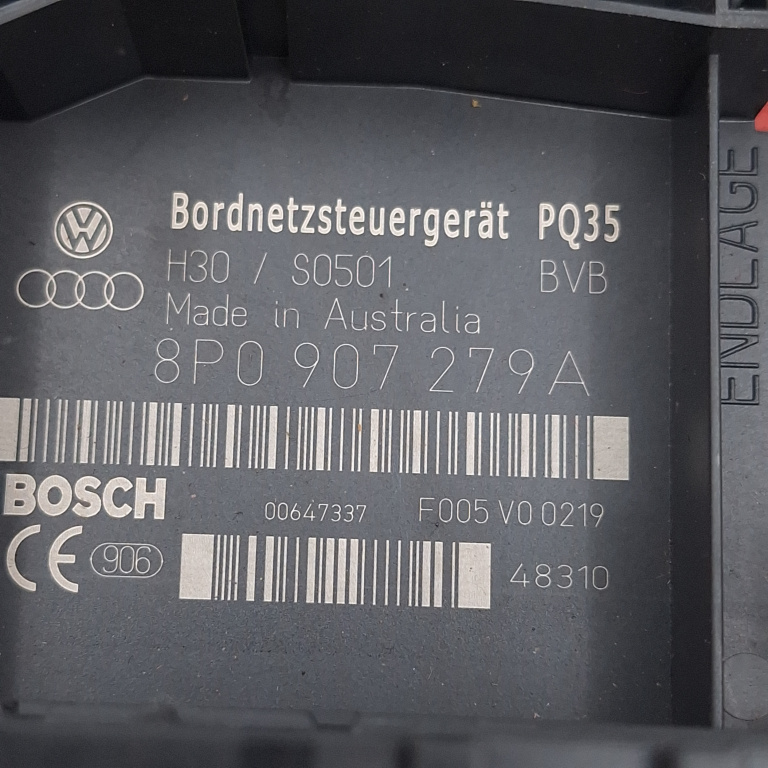 Bordnetzsteuergerät PQ35
H30 / S0501 BVB
Made in Australia
8P0 907 279A
BOSCH 00647337 F005 V0 0219
CE 906 48310
ENDLAGE